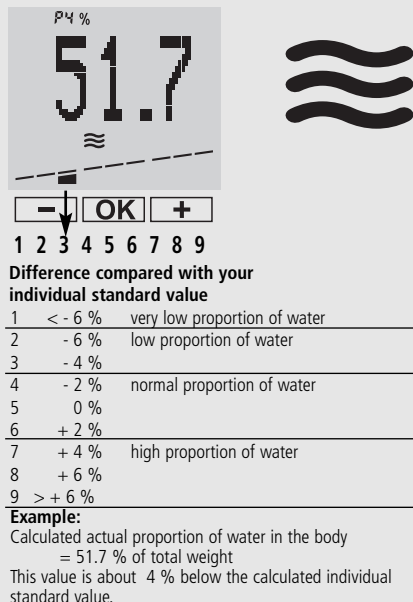 P4 %
51.7
− OK +
1 2 3 4 5 6 7 8 9
Difference compared with your
individual standard value
1 < - 6 % very low proportion of water
2 - 6 % low proportion of water
3 - 4 %
4 - 2 % normal proportion of water
5 0 %
6 + 2 %
7 + 4 % high proportion of water
8 + 6 %
9 > + 6 %
Example:
Calculated actual proportion of water in the body
= 51.7 % of total weight
This value is about 4 % below the calculated individual
standard value.